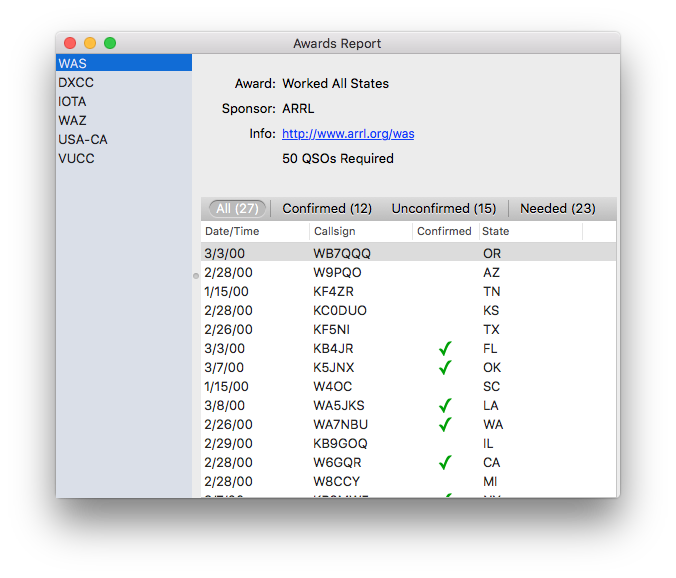 Awards Report
WAS
DXCC
IOTA
WAZ
USA-CA
VUCC
Award: Worked All States
Sponsor: ARRL
Info: http://www.arrl.org/was
50 QSOs Required
All (27) Confirmed (12) Unconfirmed (15) Needed (23)
Date/Time Callsign Confirmed State
3/3/00 WB7QQQ OR
2/28/00 W9PQO AZ
1/15/00 KF4ZR TN
2/28/00 KC0DUO KS
2/26/00 KF5NI TX
3/3/00 KB4JR ✓ FL
3/7/00 K5JNX ✓ OK
1/15/00 W4OC SC
3/8/00 WA5JKS ✓ LA
2/26/00 WA7NBU ✓ WA
2/29/00 KB9GOQ IL
2/28/00 W6GQR ✓ CA
2/28/00 W8CCY MI